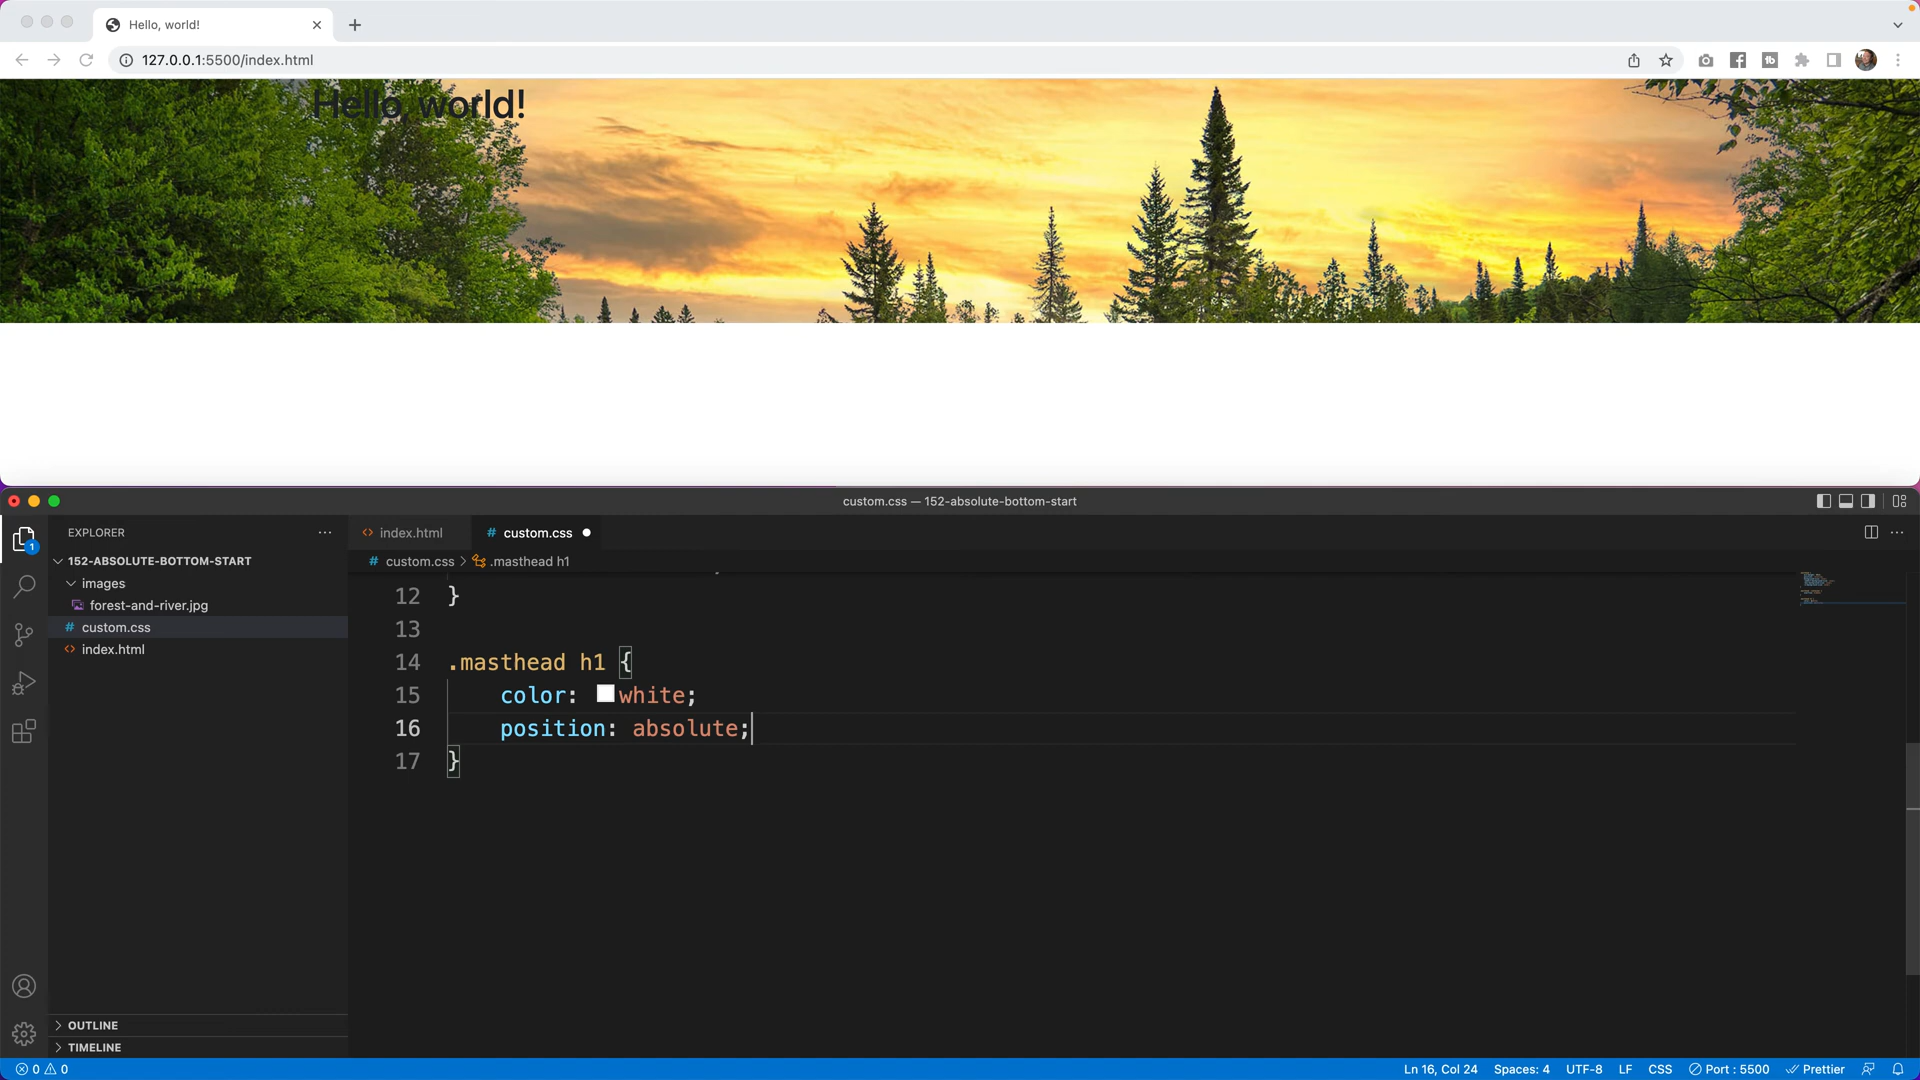 Hello, world!
127.0.0.1:5500/index.html
Hello, world!
custom.css — 152-absolute-bottom-start
EXPLORER
152-ABSOLUTE-BOTTOM-START
images
forest-and-river.jpg
# custom.css
<> index.html
OUTLINE
TIMELINE
<> index.html
# custom.css
# custom.css > .masthead h1
12 }
13
14 .masthead h1 {
15 color: white;
16 position: absolute;
17 }
1
0 0
Ln 16, Col 24
Spaces: 4
UTF-8
LF
CSS
Port : 5500
Prettier